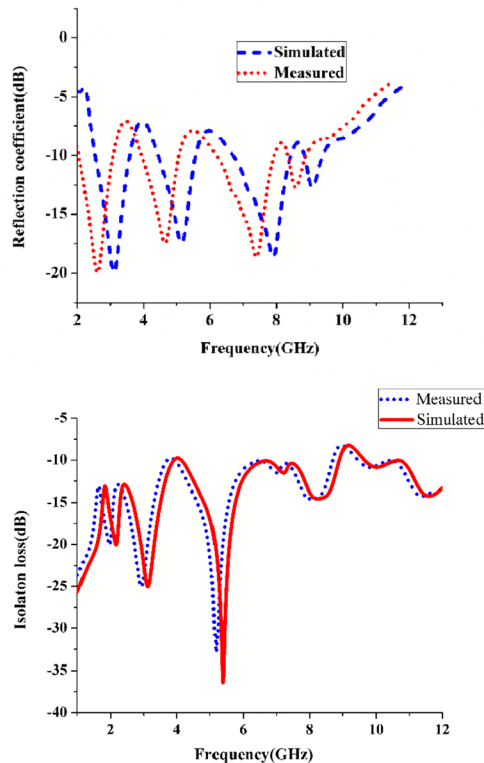 0
-5
-10
-15
-20
Reflection coefficient(dB)
Simulated
Measured
2 4 6 8 10 12
Frequency(GHz)
Measured
Simulated
-5
-10
-15
-20
-25
-30
-35
-40
Isolaton loss(dB)
2 4 6 8 10 12
Frequency(GHz)